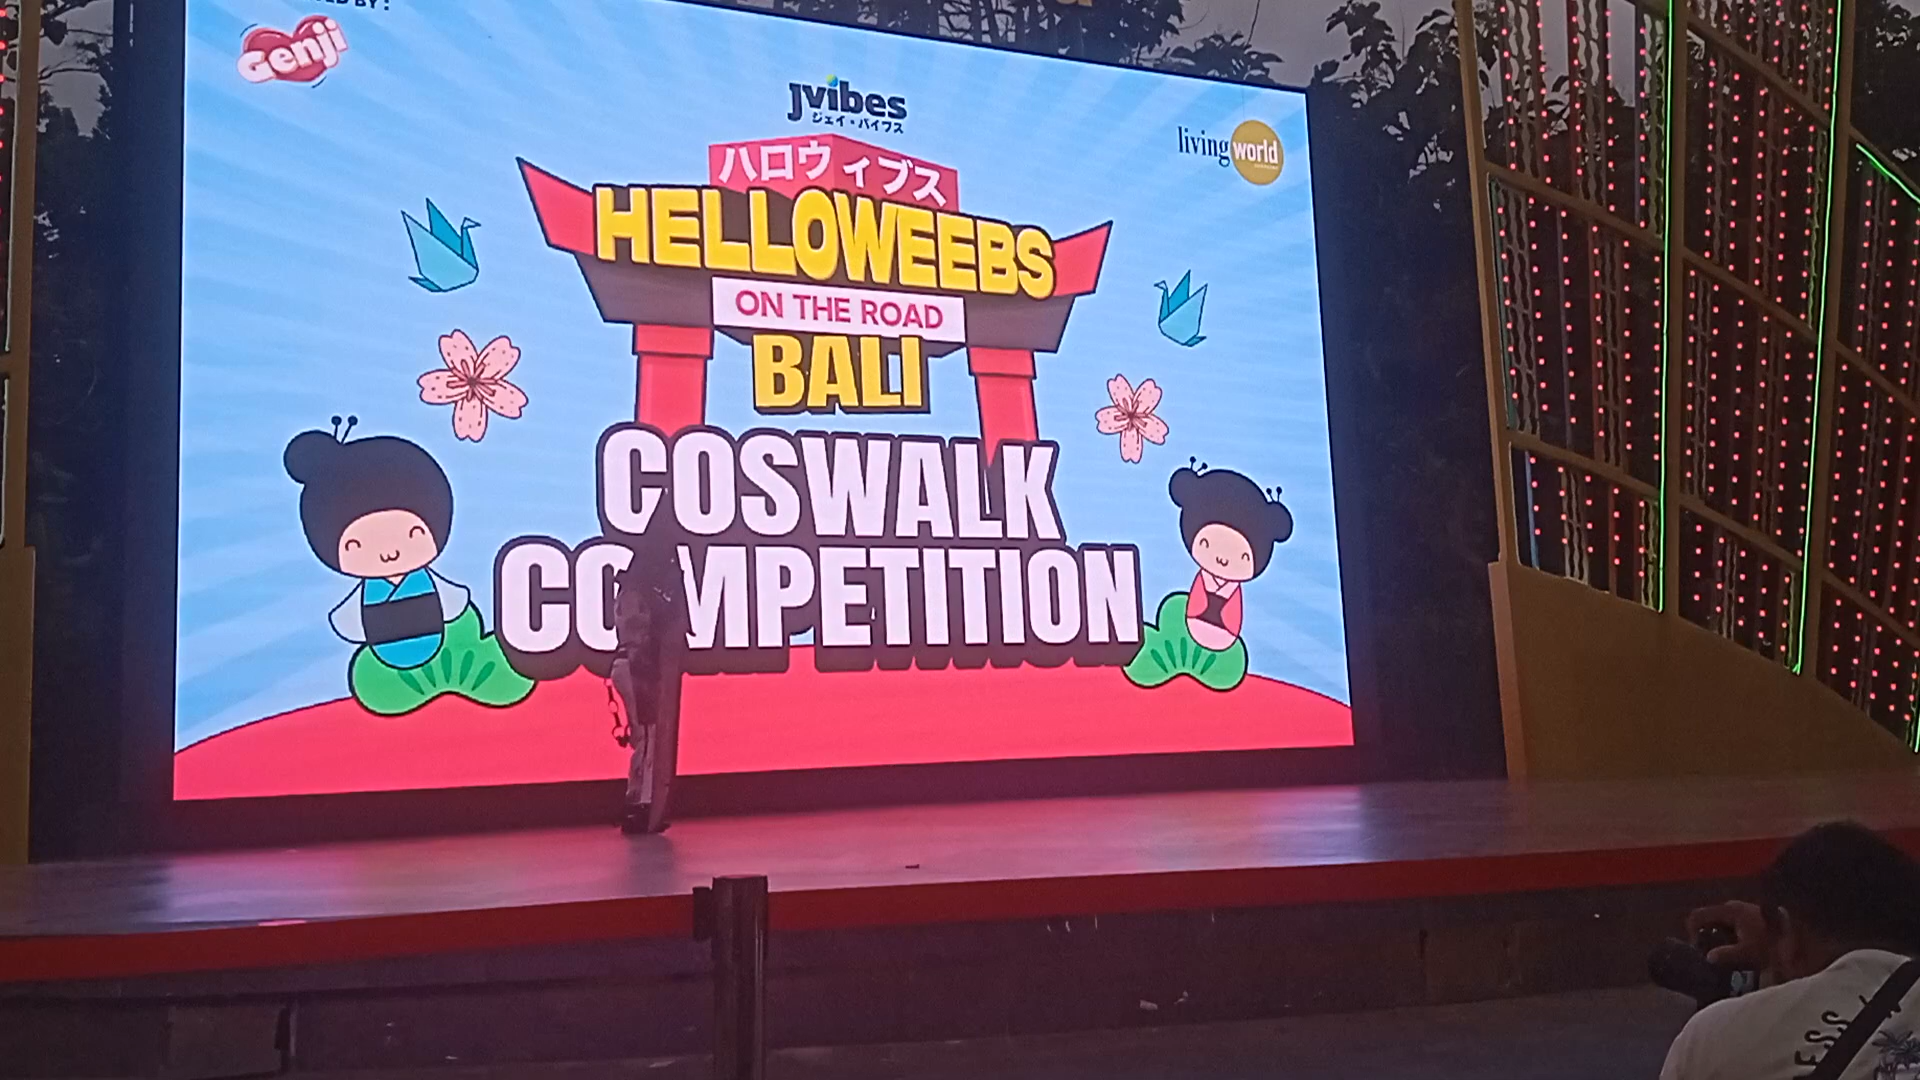 BY :
Genji
Jvibes
ジェイ・バイブス
living world
ハロウィブス
HELLOWEEBS
ON THE ROAD
BALI
COSWALK
COMPETITION